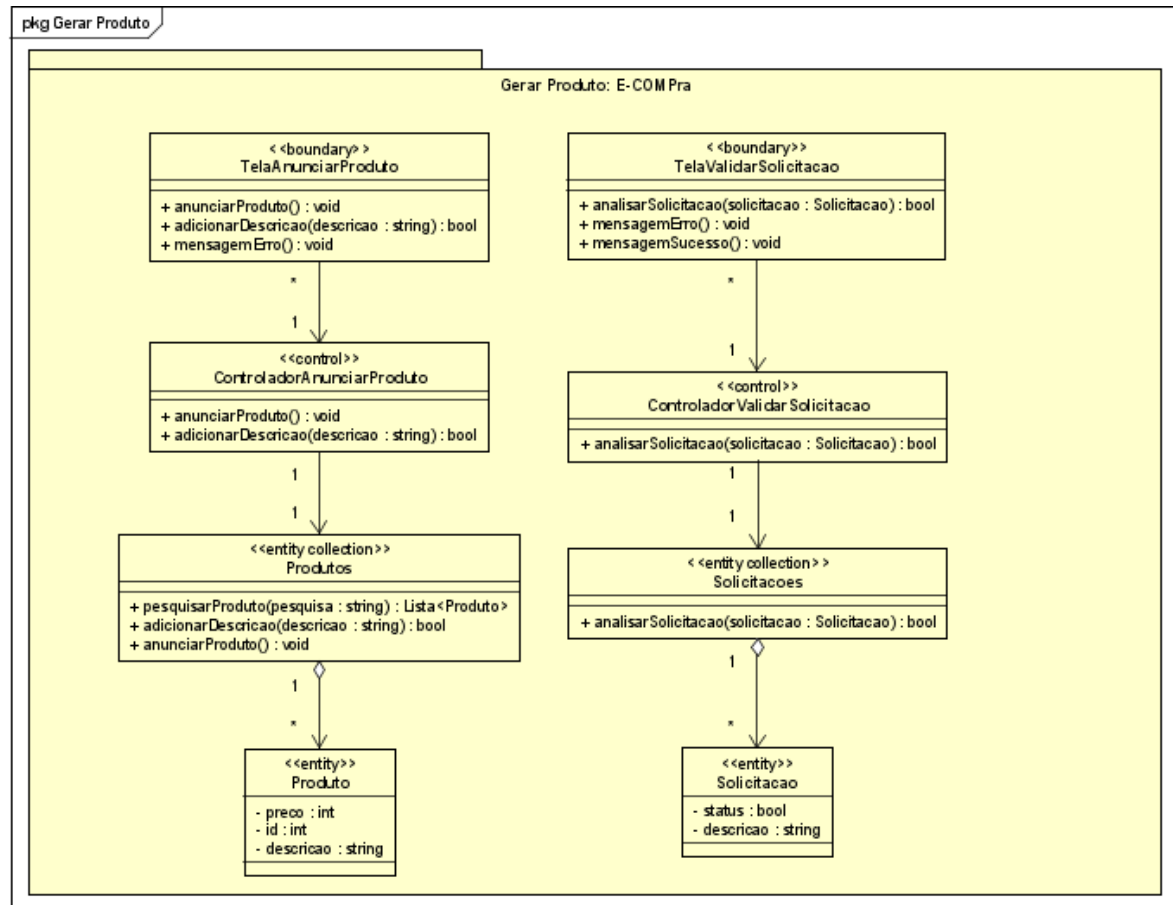 pkg Gerar Produto
Gerar Produto: E-COMPra
<<boundary>>
TelaAnunciarProduto
+ anunciarProduto() : void
+ adicionarDescricao(descricao : string) : bool
+ mensagemErro() : void
*
1
<<control>>
ControladorAnunciarProduto
+ anunciarProduto() : void
+ adicionarDescricao(descricao : string) : bool
1
1
<<entity collection>>
Produtos
+ pesquisarProduto(pesquisa : string) : Lista<Produto>
+ adicionarDescricao(descricao : string) : bool
+ anunciarProduto() : void
1
*
<<entity>>
Produto
- preco : int
- id : int
- descricao : string
<<boundary>>
TelaValidarSolicitacao
+ analisarSolicitacao(solicitacao : Solicitacao) : bool
+ mensagemErro() : void
+ mensagemSucesso() : void
*
1
<<control>>
ControladorValidarSolicitacao
+ analisarSolicitacao(solicitacao : Solicitacao) : bool
1
1
<<entity collection>>
Solicitacoes
+ analisarSolicitacao(solicitacao : Solicitacao) : bool
1
*
<<entity>>
Solicitacao
- status : bool
- descricao : string